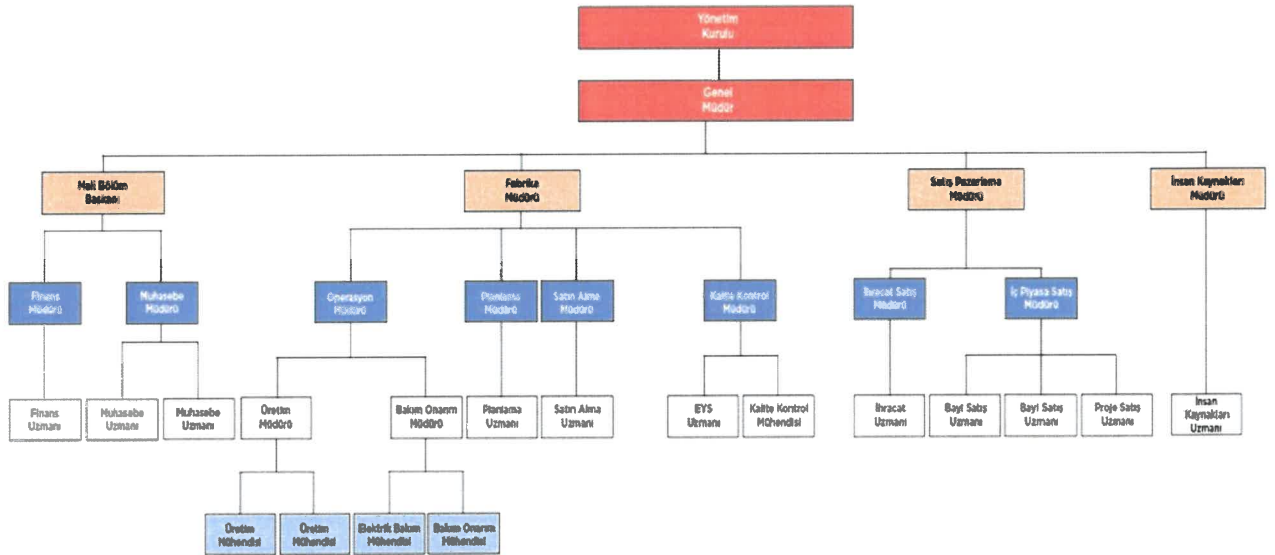 Yönetim
Kurulu
Genel
Müdür
Mali Bölüm
Başkanı
Fabrika
Müdürü
Satış Pazarlama
Müdürü
İnsan Kaynakları
Müdürü
Finans
Müdürü
Muhasebe
Müdürü
Operasyon
Müdürü
Planlama
Müdürü
Satın Alma
Müdürü
Kalite Kontrol
Müdürü
İhracat Satış
Müdürü
İç Piyasa Satış
Müdürü
Finans
Uzmanı
Muhasebe
Uzmanı
Muhasebe
Uzmanı
Üretim
Müdürü
Bakım Onarım
Müdürü
Planlama
Uzmanı
Satın Alma
Uzmanı
EYS
Uzmanı
Kalite Kontrol
Mühendisi
İhracat
Uzmanı
Bayi Satış
Uzmanı
Bayi Satış
Uzmanı
Proje Satış
Uzmanı
İnsan
Kaynakları
Uzmanı
Üretim
Mühendisi
Üretim
Mühendisi
Elektrik Bakım
Mühendisi
Bakım Onarım
Mühendisi